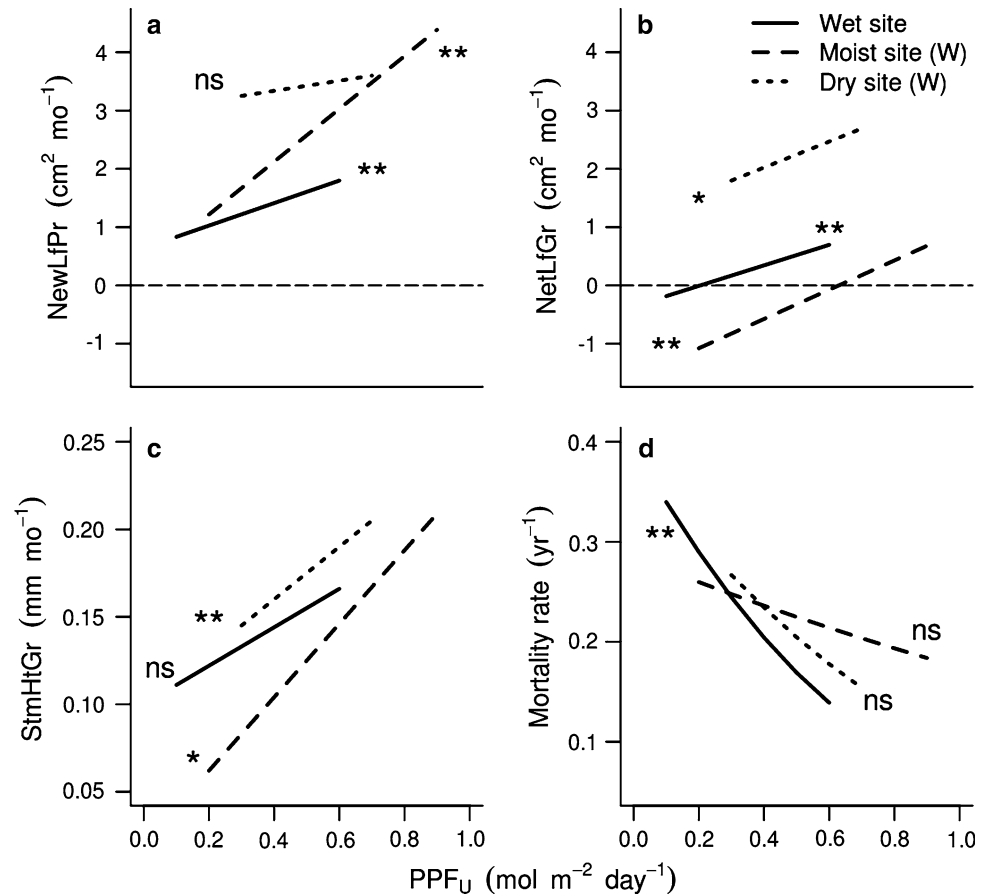 a
4
3
2
1
0
-1
NewLfPr (cm² mo⁻¹)
ns
**
**
b
4
3
2
1
0
-1
NetLfGr (cm² mo⁻¹)
Wet site
Moist site (W)
Dry site (W)
*
**
**
c
0.25
0.20
0.15
0.10
0.05
StmHtGr (mm mo⁻¹)
**
ns
*
0.0 0.2 0.4 0.6 0.8 1.0
d
0.4
0.3
0.2
0.1
Mortality rate (yr⁻¹)
**
ns
ns
0.0 0.2 0.4 0.6 0.8 1.0
PPF_U (mol m⁻² day⁻¹)